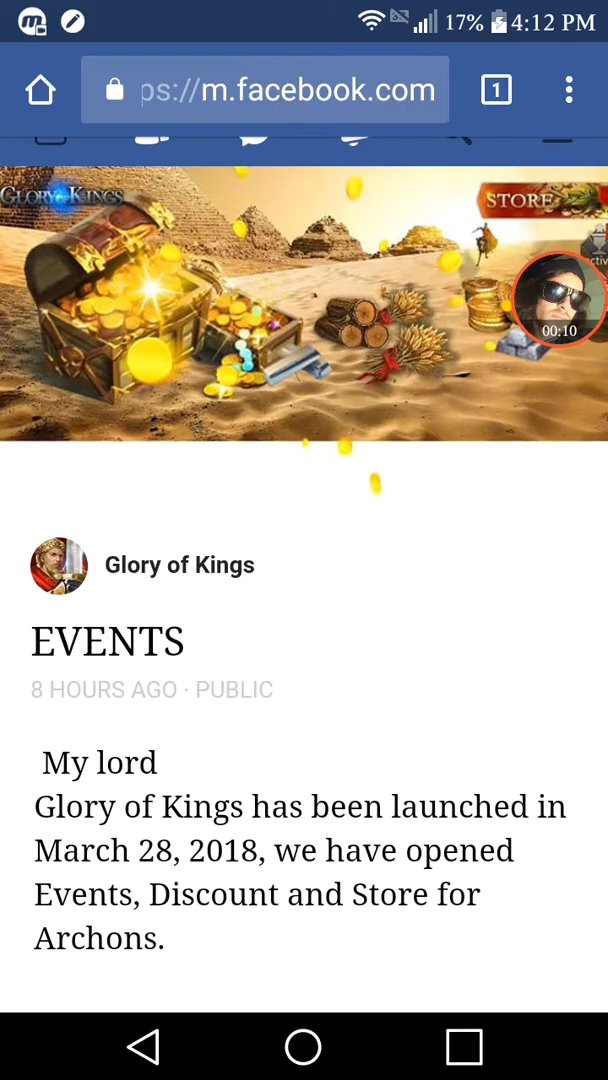 17% 4:12 PM
ps://m.facebook.com
1
GLORY OF KINGS
STORE
00:10
Glory of Kings
EVENTS
8 HOURS AGO · PUBLIC
My lord
Glory of Kings has been launched in
March 28, 2018, we have opened
Events, Discount and Store for
Archons.